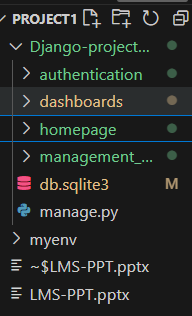 PROJECT1
Django-project...
authentication
dashboards
homepage
management_...
db.sqlite3 M
manage.py
myenv
~$LMS-PPT.pptx
LMS-PPT.pptx